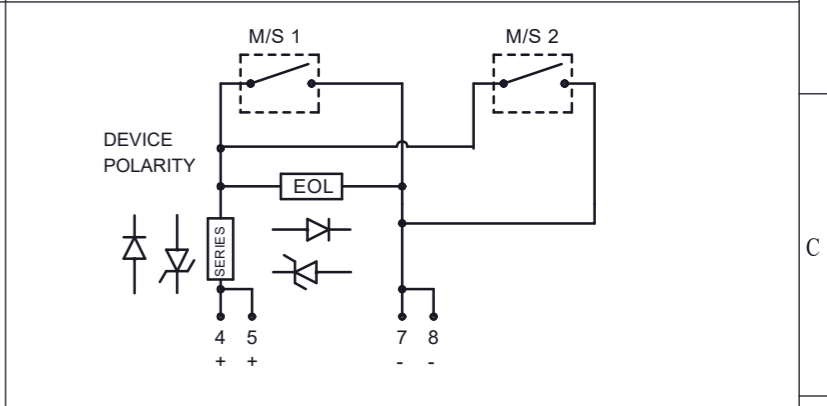 M/S 1
M/S 2
DEVICE
POLARITY
EOL
SERIES
C
4 5 7 8
+ + - -